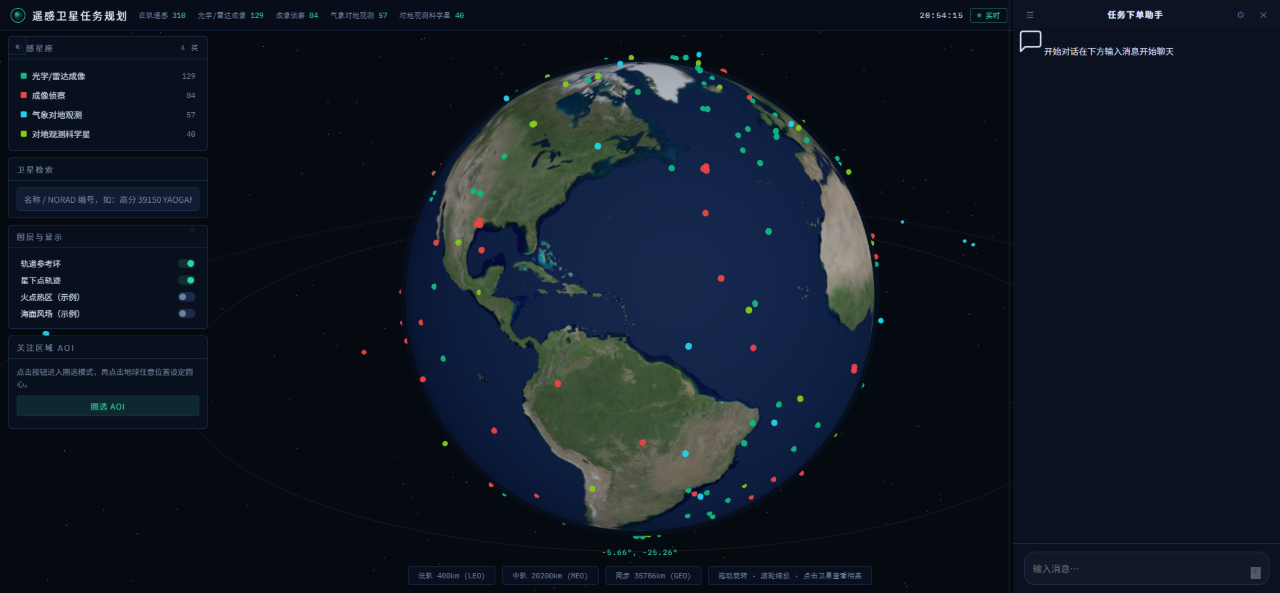 遥感卫星任务规划 在轨遥感 310 光学/雷达成像 129 成像侦察 84 气象对地观测 57 对地观测科学星 40
20:54:15 实时
« 感星座 4 类
光学/雷达成像 129
成像侦察 84
气象对地观测 57
对地观测科学星 40
卫星检索
名称 / NORAD 编号，如：高分 39150 YAOGAN
图层与显示
轨道参考环
星下点轨迹
火点热区（示例）
海面风场（示例）
关注区域 AOI
点击按钮进入圈选模式，再点击地球任意位置设定圆
心。
圈选 AOI
-5.66°, -25.26°
低轨 400km (LEO) 中轨 20200km (MEO) 同步 35786km (GEO) 拖动旋转 · 滚轮缩放 · 点击卫星查看档案
任务下单助手
开始对话在下方输入消息开始聊天
输入消息…